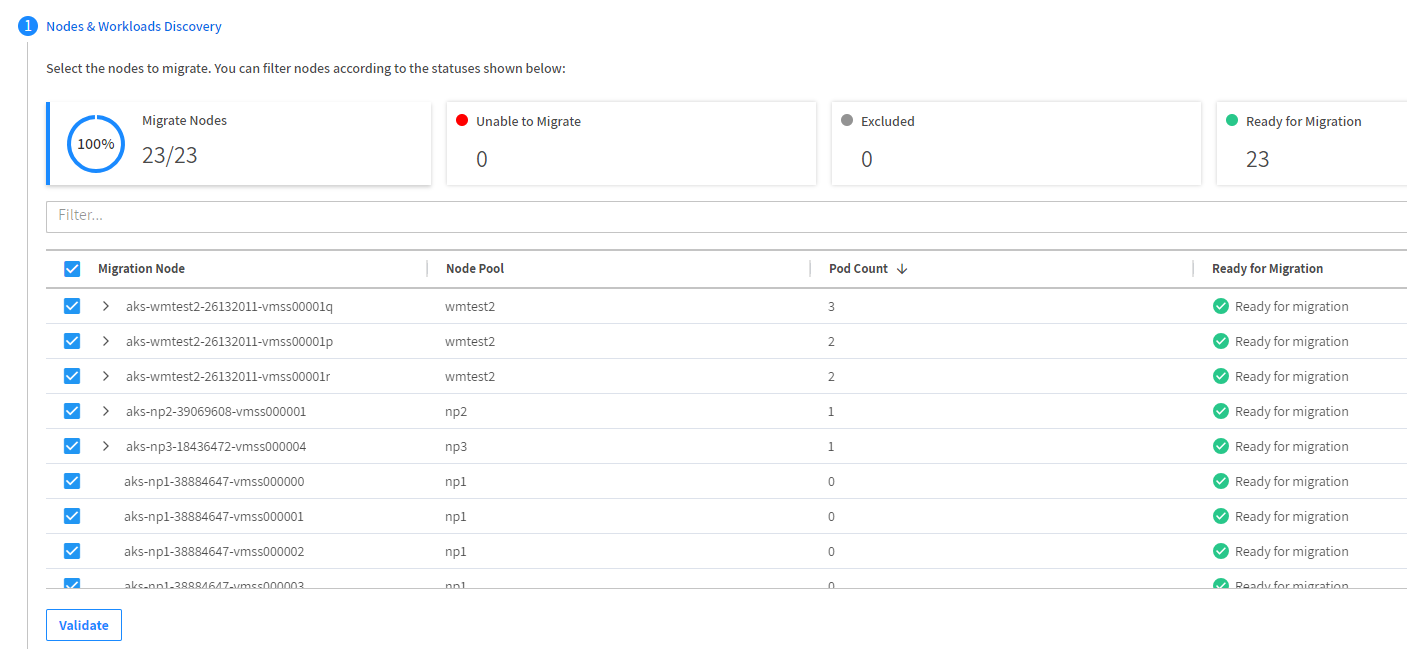 1 Nodes & Workloads Discovery
Select the nodes to migrate. You can filter nodes according to the statuses shown below:
100% Migrate Nodes 23/23
Unable to Migrate 0
Excluded 0
Ready for Migration 23
Filter...
Migration Node Node Pool Pod Count Ready for Migration
aks-wmtest2-26132011-vmss00001q wmtest2 3 Ready for migration
aks-wmtest2-26132011-vmss00001p wmtest2 2 Ready for migration
aks-wmtest2-26132011-vmss00001r wmtest2 2 Ready for migration
aks-np2-39069608-vmss000001 np2 1 Ready for migration
aks-np3-18436472-vmss000004 np3 1 Ready for migration
aks-np1-38884647-vmss000000 np1 0 Ready for migration
aks-np1-38884647-vmss000001 np1 0 Ready for migration
aks-np1-38884647-vmss000002 np1 0 Ready for migration
aks-np1-38884647-vmss000003 np1 0 Ready for migration
Validate